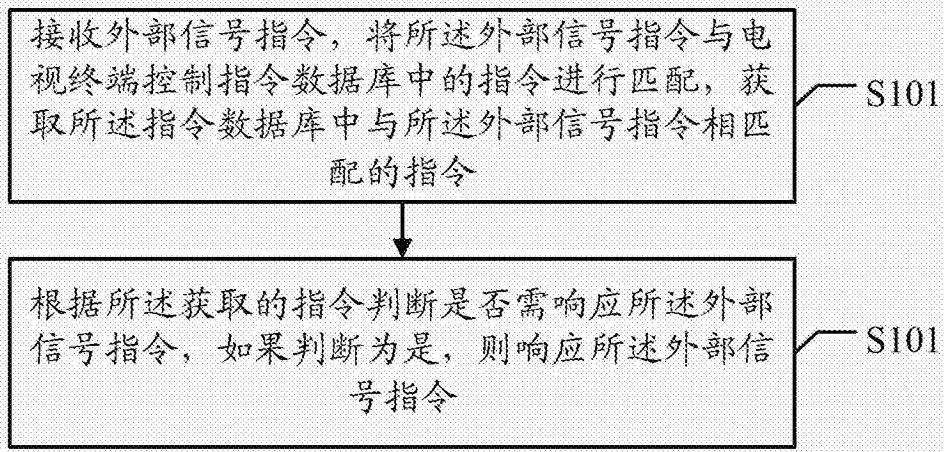 接收外部信号指令，将所述外部信号指令与电
视终端控制指令数据库中的指令进行匹配，获
取所述指令数据库中与所述外部信号指令相匹
配的指令
S101
根据所述获取的指令判断是否需响应所述外部
信号指令，如果判断为是，则响应所述外部信
号指令
S101